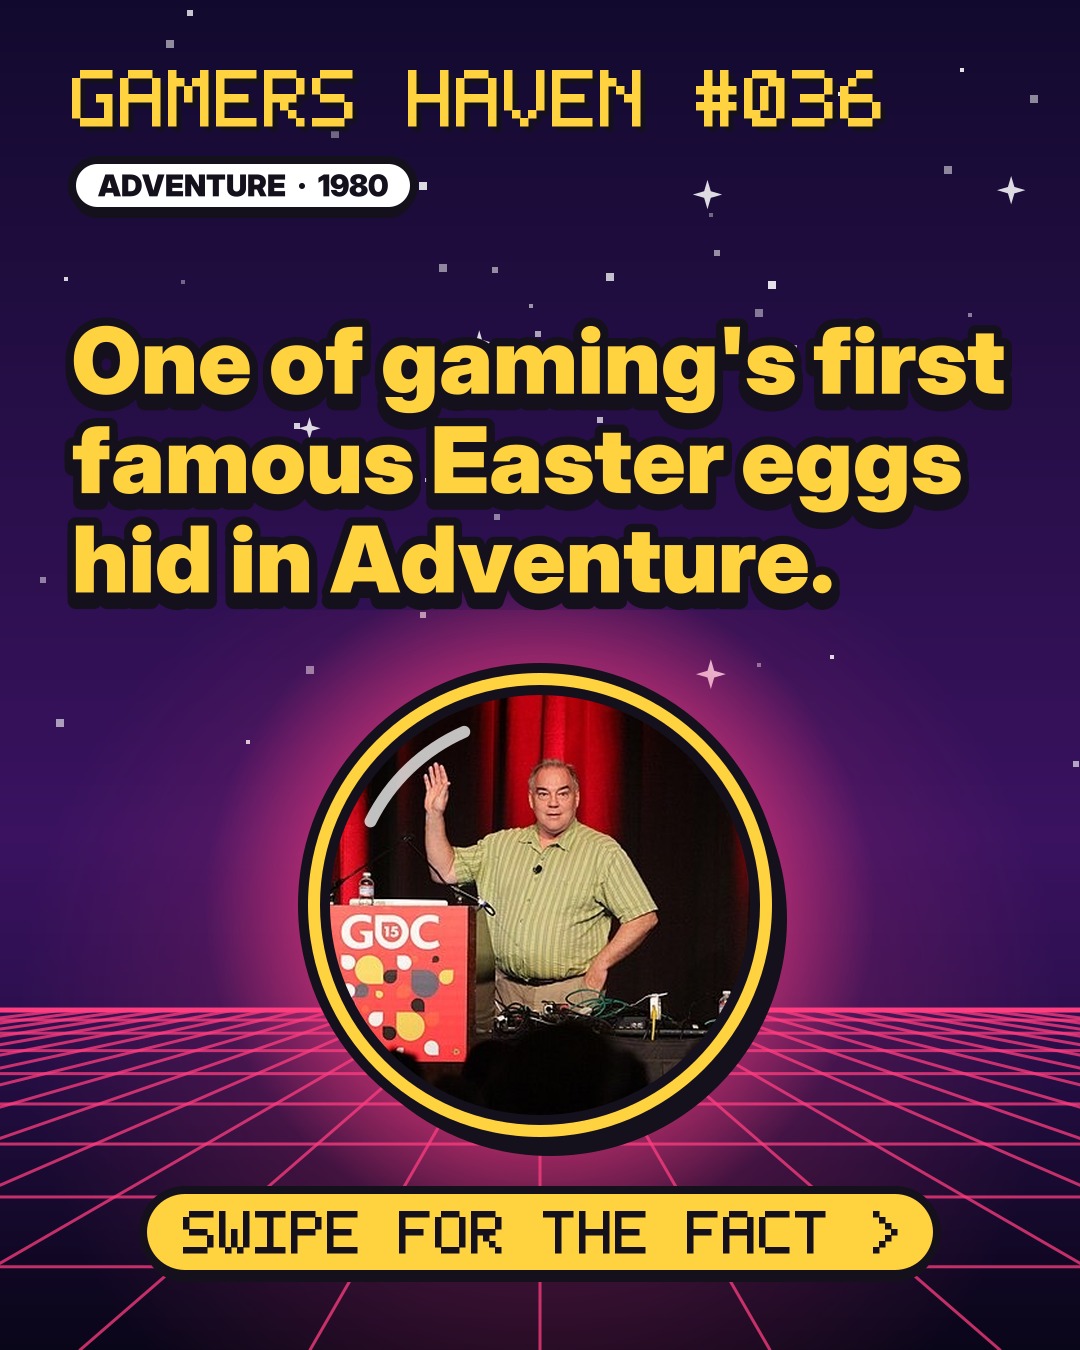 GAMERS HAVEN #036
ADVENTURE · 1980
One of gaming's first
famous Easter eggs
hid in Adventure.
GDC
15
SWIPE FOR THE FACT >